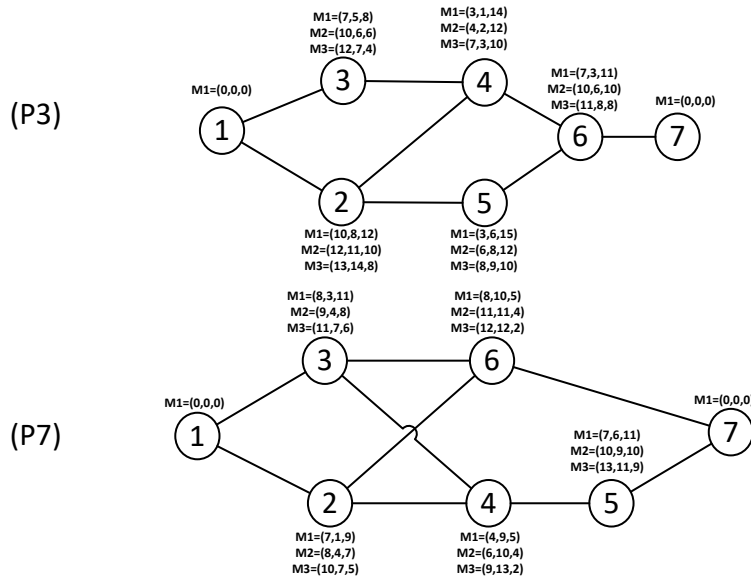 M1=(3,1,14)
M2=(4,2,12)
M3=(7,3,10)
M1=(7,5,8)
M2=(10,6,6)
M3=(12,7,4)
M1=(7,3,11)
M2=(10,6,10)
M3=(11,8,8)
M1=(0,0,0)
M1=(0,0,0)
(P3)
3
4
1
6
7
2
5
M1=(10,8,12)
M2=(12,11,10)
M3=(13,14,8)
M1=(3,6,15)
M2=(6,8,12)
M3=(8,9,10)
M1=(8,3,11)
M2=(9,4,8)
M3=(11,7,6)
M1=(8,10,5)
M2=(11,11,4)
M3=(12,12,2)
3
6
M1=(0,0,0)
M1=(0,0,0)
(P7)
1
7
M1=(7,6,11)
M2=(10,9,10)
M3=(13,11,9)
2
4
5
M1=(7,1,9)
M2=(8,4,7)
M3=(10,7,5)
M1=(4,9,5)
M2=(6,10,4)
M3=(9,13,2)